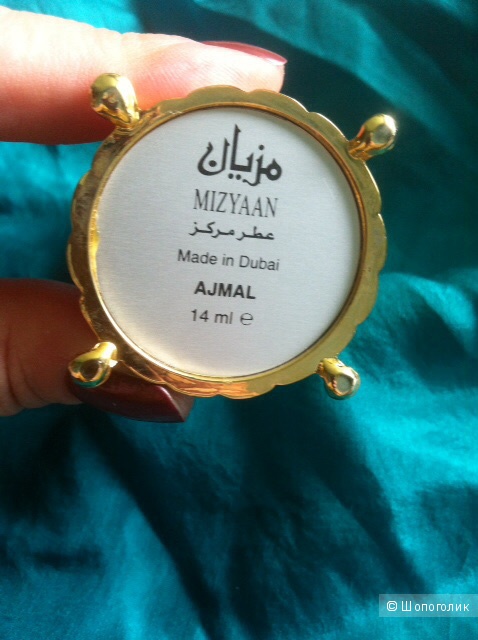 مزيان
MIZYAAN
عطر مركز
Made in Dubai
AJMAL
14 ml ℮
© Шопоголик